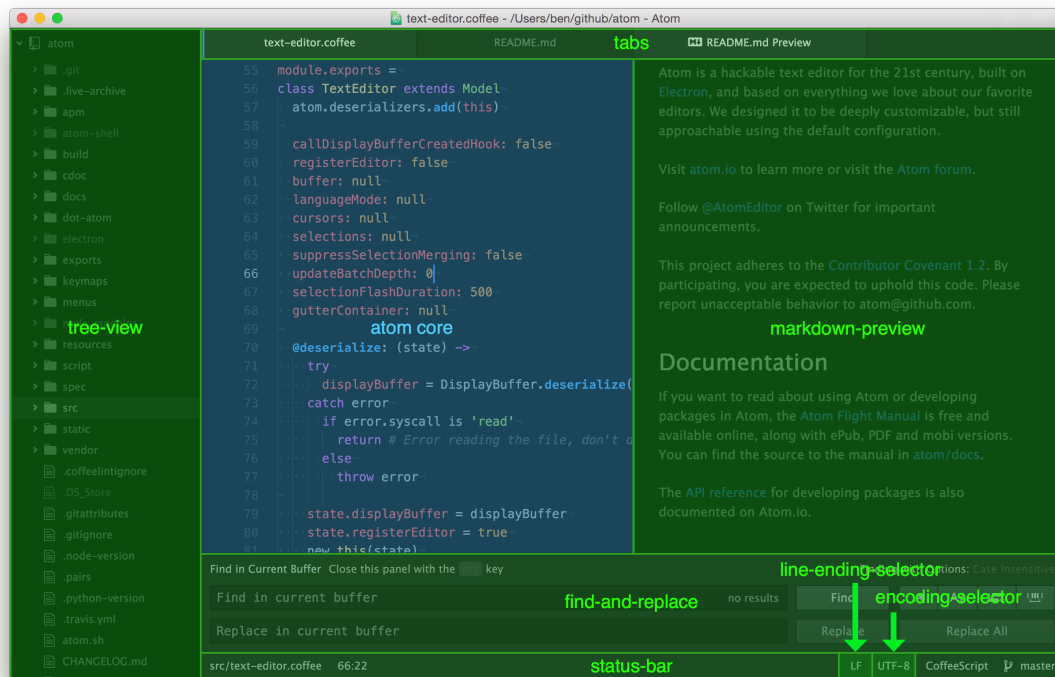 text-editor.coffee - /Users/ben/github/atom - Atom
atom
text-editor.coffee
README.md
tabs
README.md Preview
.git
.live-archive
apm
atom-shell
build
cdoc
docs
dot-atom
electron
exports
keymaps
menus
tree-view
resources
script
spec
src
static
vendor
.coffeelintignore
.DS_Store
.gitattributes
.gitignore
.node-version
.pairs
.python-version
.travis.yml
atom.sh
CHANGELOG.md
55 module.exports =
56 class TextEditor extends Model
57 atom.deserializers.add(this)
58
59 callDisplayBufferCreatedHook: false
60 registerEditor: false
61 buffer: null
62 languageMode: null
63 cursors: null
64 selections: null
65 suppressSelectionMerging: false
66 updateBatchDepth: 0
67 selectionFlashDuration: 500
68 gutterContainer: null
69
atom core
70 @deserialize: (state) ->
71 try
72 displayBuffer = DisplayBuffer.deserialize(
73 catch error
74 if error.syscall is 'read'
75 return # Error reading the file, don't d
76 else
77 throw error
78
79 state.displayBuffer = displayBuffer
80 state.registerEditor = true
81 new this(state)
Atom is a hackable text editor for the 21st century, built on
Electron, and based on everything we love about our favorite
editors. We designed it to be deeply customizable, but still
approachable using the default configuration.
Visit atom.io to learn more or visit the Atom forum.
Follow @AtomEditor on Twitter for important
announcements.
This project adheres to the Contributor Covenant 1.2. By
participating, you are expected to uphold this code. Please
report unacceptable behavior to atom@github.com.
markdown-preview
Documentation
If you want to read about using Atom or developing
packages in Atom, the Atom Flight Manual is free and
available online, along with ePub, PDF and mobi versions.
You can find the source to the manual in atom/docs.
The API reference for developing packages is also
documented on Atom.io.
Find in Current Buffer Close this panel with the esc key
line-ending-selector
Options: Case Insensitive
Find in current buffer
no results
Find
find-and-replace
encoding-selector
Replace in current buffer
Replace
Replace All
src/text-editor.coffee 66:22
status-bar
LF
UTF-8
CoffeeScript
master